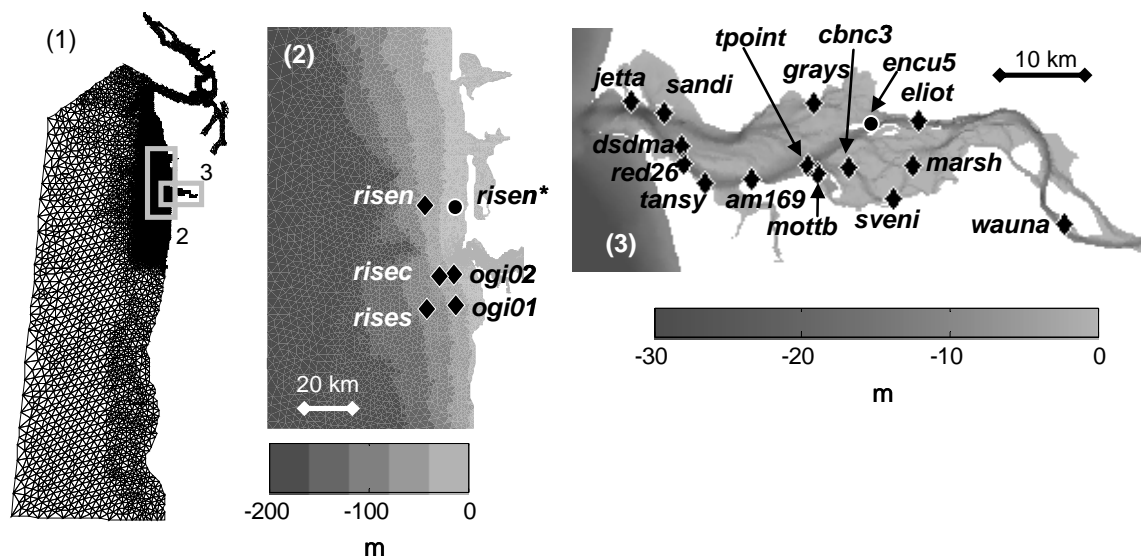 (1)
3
2
(2)
risen
risen*
risec
ogi02
rises
ogi01
20 km
-200
-100
0
m
tpoint
cbnc3
encu5
10 km
jetta
sandi
grays
eliot
dsdma
red26
marsh
tansy
am169
mottb
sveni
wauna
(3)
-30
-20
-10
0
m